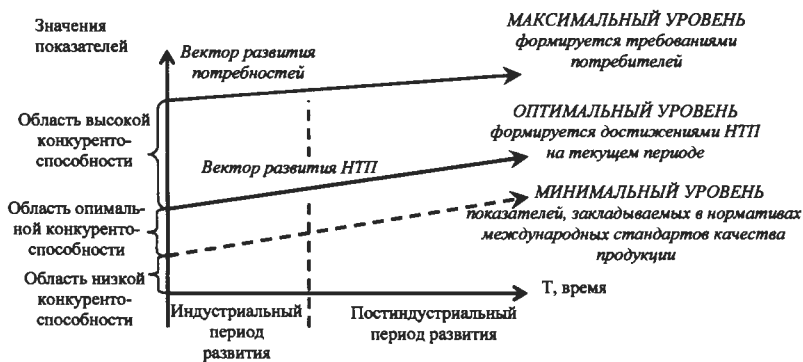 Значения
показателей
Вектор развития
потребностей
МАКСИМАЛЬНЫЙ УРОВЕНЬ
формируется требованиями
потребителей
Область высокой
конкуренто-
способности
ОПТИМАЛЬНЫЙ УРОВЕНЬ
формируется достижениями НТП
на текущем периоде
Вектор развития НТП
МИНИМАЛЬНЫЙ УРОВЕНЬ
показателей, закладываемых в нормативах
международных стандартов качества
продукции
Область опималь-
ной конкуренто-
способности
Область низкой
конкуренто-
способности
Т, время
Индустриальный
период
развития
Постиндустриальный
период развития